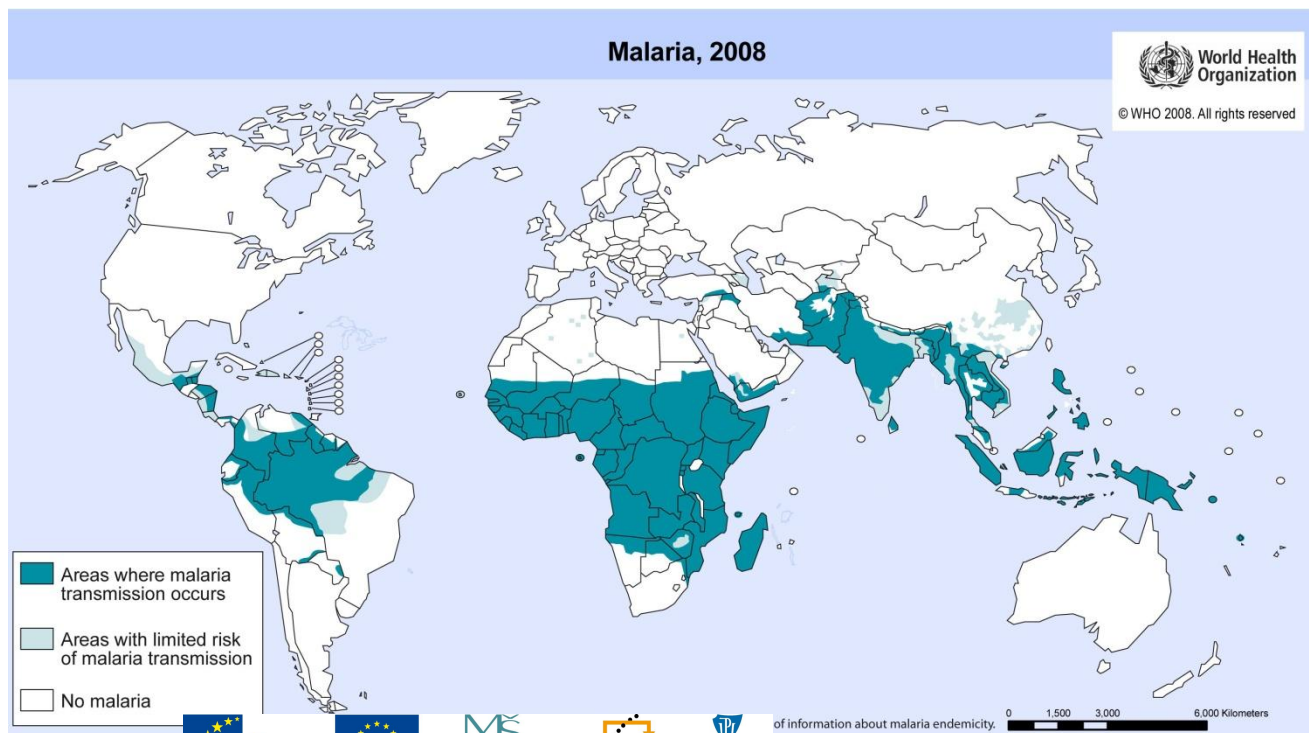 Malaria, 2008
World Health
Organization
© WHO 2008. All rights reserved
Areas where malaria
transmission occurs
Areas with limited risk
of malaria transmission
No malaria
of information about malaria endemicity.
0 1,500 3,000 6,000 Kilometers